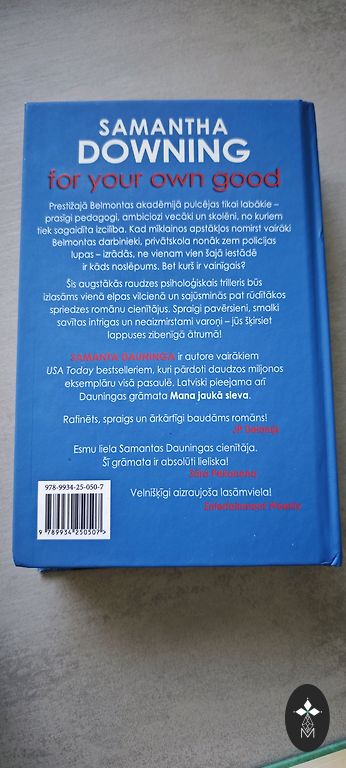 SAMANTHA
DOWNING
for your own good
Prestižajā Belmontas akadēmijā pulcējas tikai labākie –
prasīgi pedagogi, ambiciozi vecāki un skolēni, no kuriem
tiek sagaidīta izcilība. Kad mīklainos apstākļos nomirst vairāki
Belmontas darbinieki, privātskola nonāk zem policijas
lupas – izrādās, ne vienam vien šajā iestādē
ir kāds noslēpums. Bet kurš ir vainīgais?
Šis augstākās raudzes psiholoģiskais trilleris būs
izlasāms vienā elpas vilcienā un sajūsminās pat rūdītākos
spriedzes romānu cienītājus. Spraigi pavērsieni, smalki
savītas intrigas un neaizmirstami varoņi – jūs šķirsiet
lappuses zibenīgā ātrumā!
SAMANTA DAUNINGA ir autore vairākiem
USA Today bestselleriem, kuri pārdoti daudzos miljonos
eksemplāru visā pasaulē. Latviski pieejama arī
Dauningas grāmata Mana jaukā sieva.
Rafinēts, spraigs un ārkārtīgi baudāms romāns!
JP Delaney
Esmu liela Samantas Dauningas cienītāja.
Šī grāmata ir absolūti lieliska!
Sāra Pekanena
Velnišķīgi aizraujoša lasāmviela!
Entertainment Weekly
978-9934-25-050-7
9 789934 250507 >
M